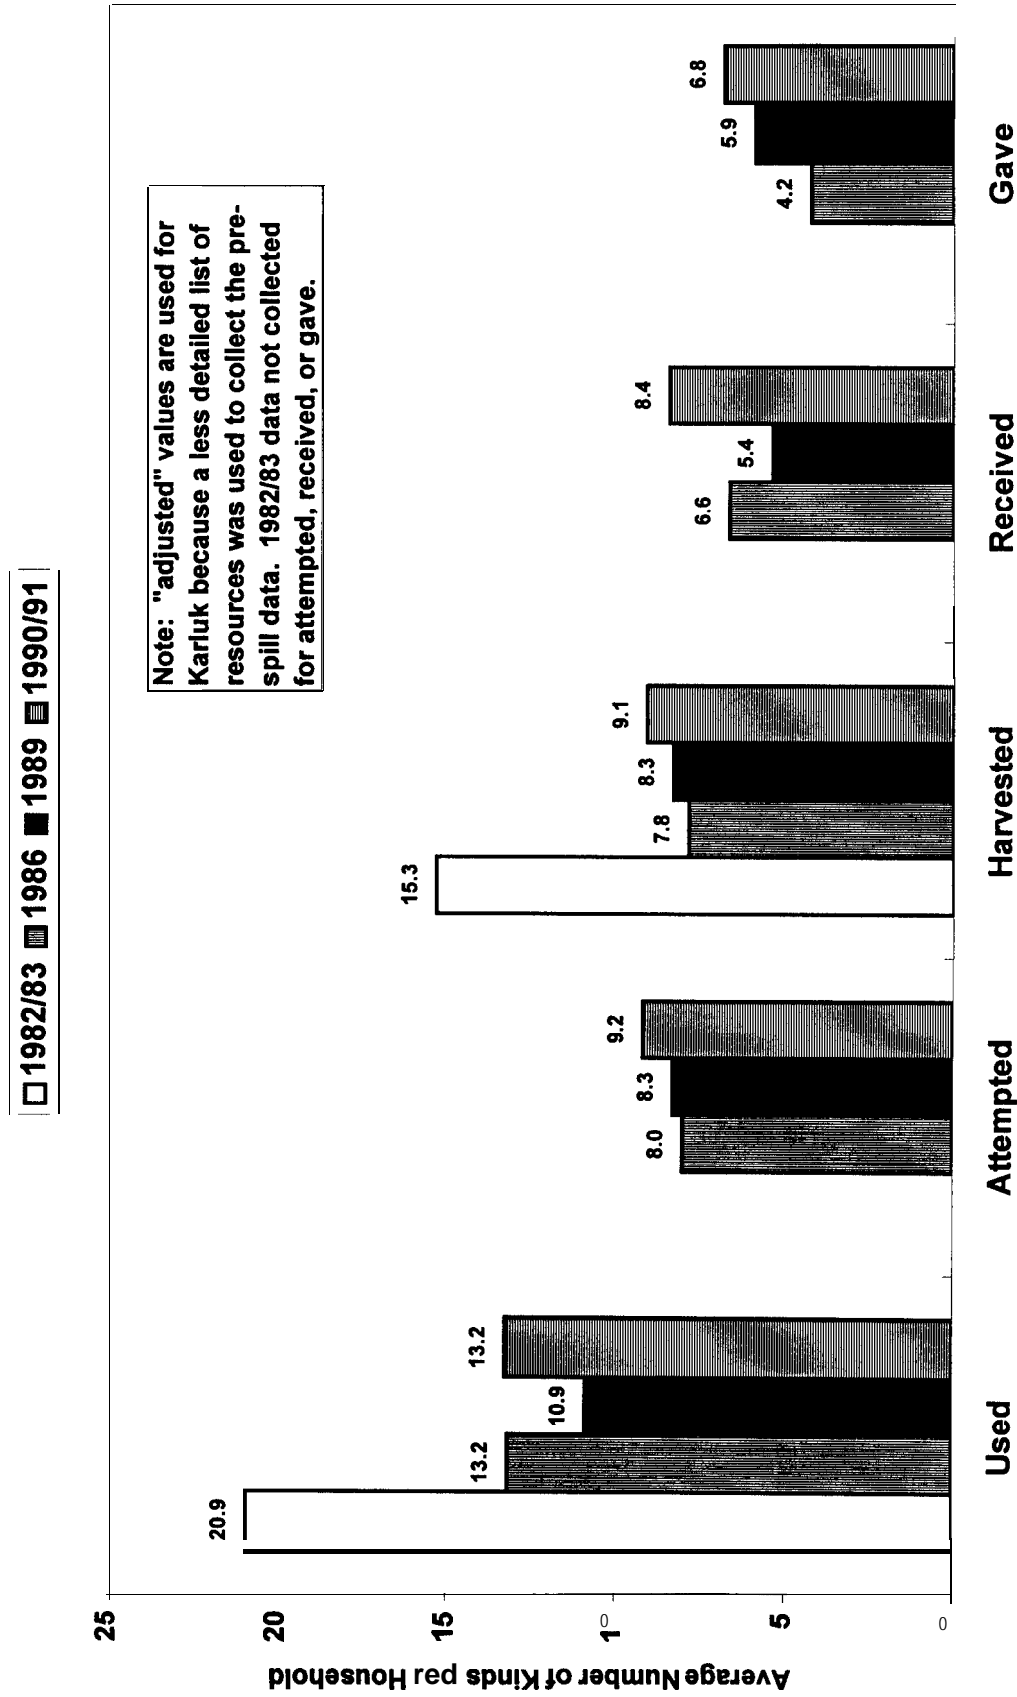 1982/83 1986 1989 1990/91
Note: "adjusted" values are used for
Karluk because a less detailed list of
resources was used to collect the pre-
spill data. 1982/83 data not collected
for attempted, received, or gave.
Average Number of Kinds red Household
25
20
15
10
5
0
20.9
13.2
10.9
13.2
8.0
8.3
9.2
15.3
7.8
8.3
9.1
6.6
5.4
8.4
4.2
5.9
6.8
Used
Attempted
Harvested
Received
Gave